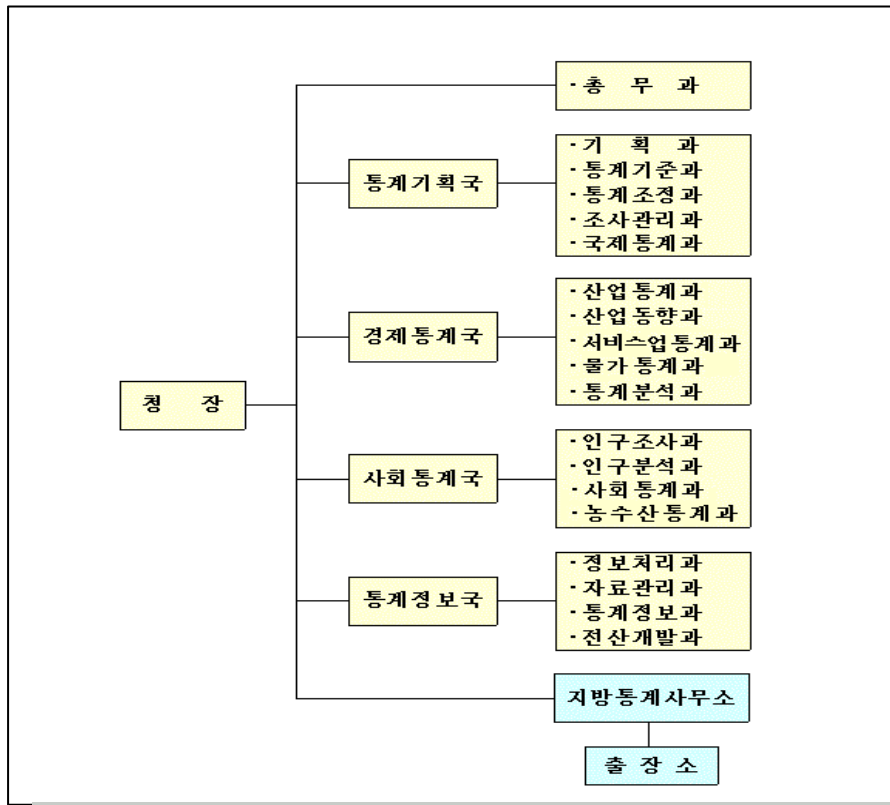 · 총 무 과
통계기획국
· 기 획 과
· 통계기준과
· 통계조정과
· 조사관리과
· 국제통계과
경제통계국
· 산업통계과
· 산업동향과
· 서비스업통계과
· 물가통계과
· 통계분석과
청 장
사회통계국
· 인구조사과
· 인구분석과
· 사회통계과
· 농수산통계과
통계정보국
· 정보처리과
· 자료관리과
· 통계정보과
· 전산개발과
지방통계사무소
출 장 소